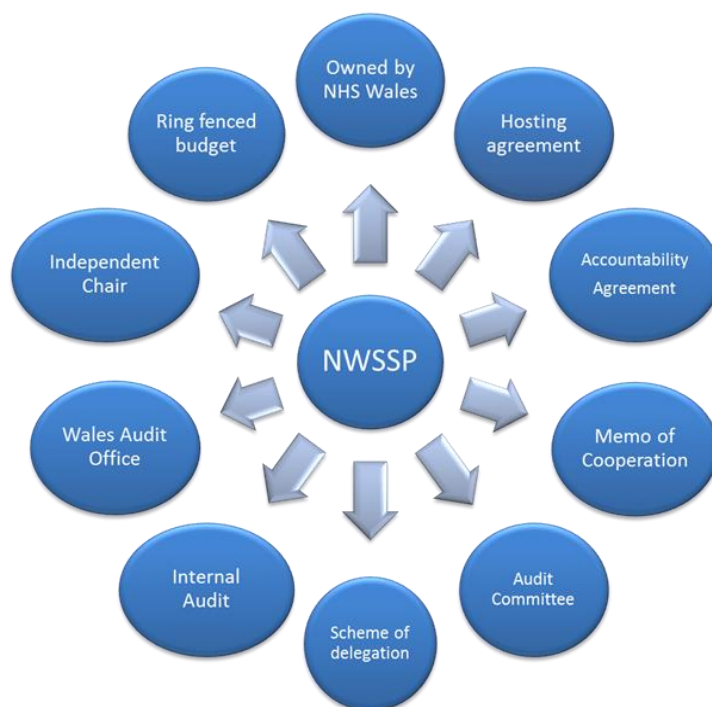 Owned by
NHS Wales
Hosting
agreement
Accountability
Agreement
Memo of
Cooperation
Audit
Committee
Scheme of
delegation
Internal
Audit
Wales Audit
Office
Independent
Chair
Ring fenced
budget
NWSSP